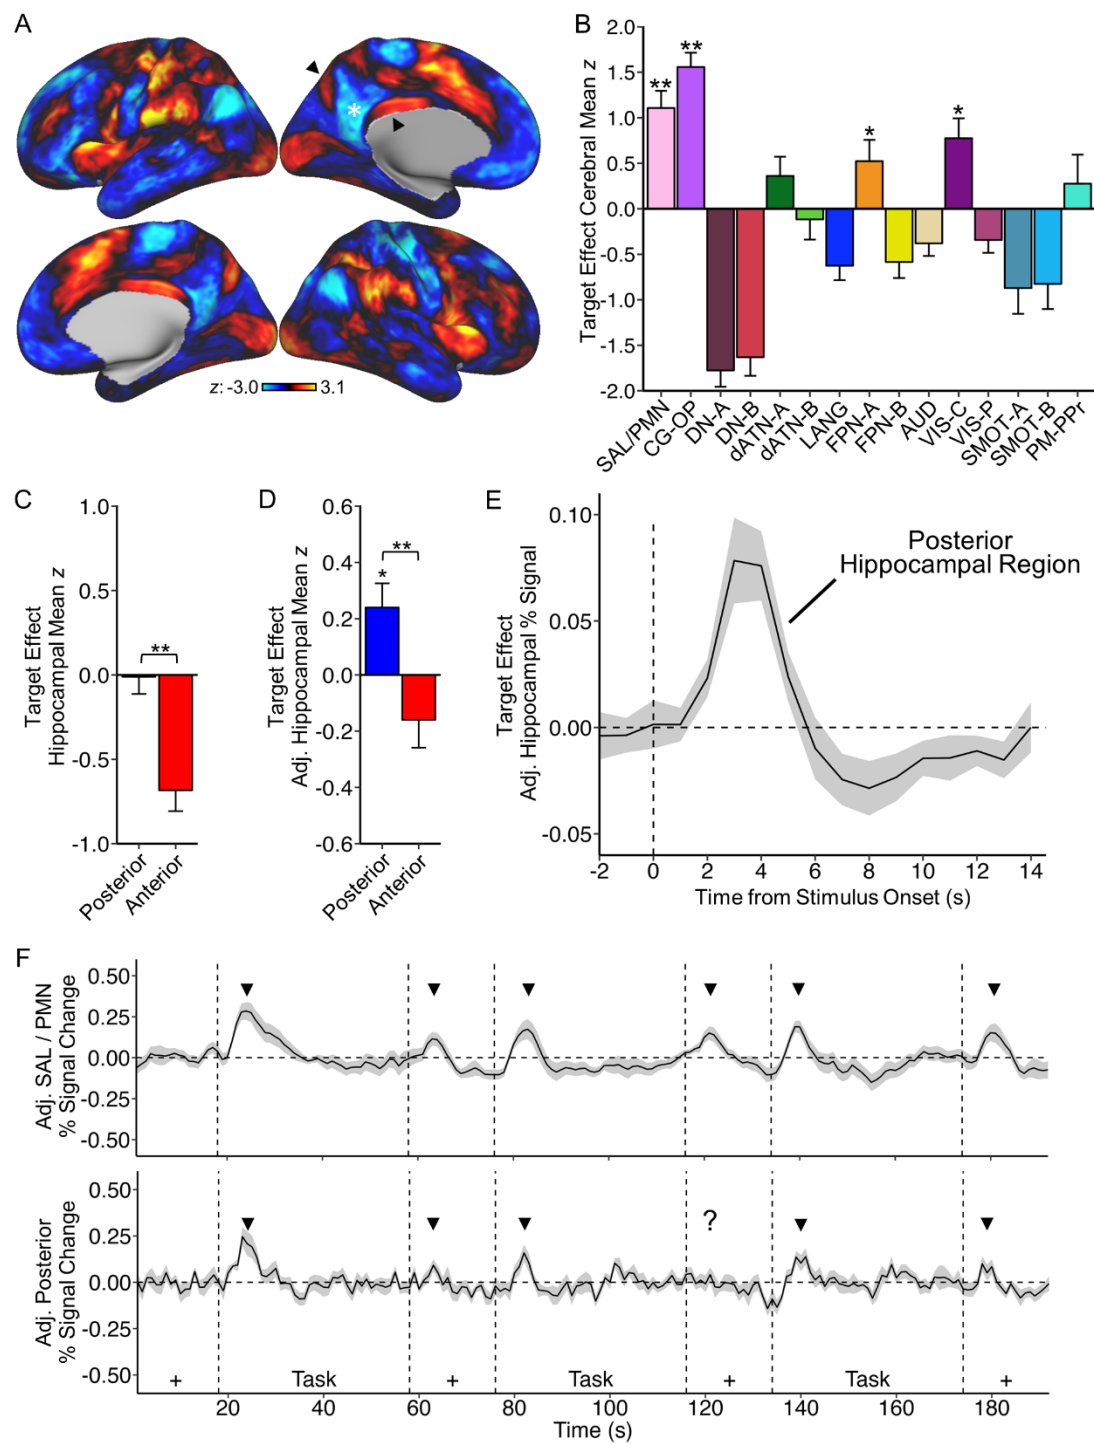 A
*
z: -3.0 3.1
B
Target Effect Cerebral Mean z
2.0
1.5
1.0
0.5
0
-0.5
-1.0
-1.5
-2.0
**
**
*
*
SAL/PMN
CG-OP
DN-A
DN-B
dATN-A
dATN-B
LANG
FPN-A
FPN-B
AUD
VIS-C
VIS-P
SMOT-A
SMOT-B
PM-PPr
C
Target Effect
Hippocampal Mean z
1.0
0.5
0.0
-0.5
-1.0
**
Posterior
Anterior
D
Target Effect
Adj. Hippocampal Mean z
0.6
0.4
0.2
0.0
-0.2
-0.4
-0.6
**
*
Posterior
Anterior
E
Target Effect
Adj. Hippocampal % Signal
0.10
0.05
0.00
-0.05
Posterior
Hippocampal Region
-2 0 2 4 6 8 10 12 14
Time from Stimulus Onset (s)
F
Adj. SAL / PMN
% Signal Change
0.50
0.25
0.00
-0.25
-0.50
Adj. Posterior
% Signal Change
0.50
0.25
0.00
-0.25
-0.50
?
+ Task + Task + Task +
20 40 60 80 100 120 140 160 180
Time (s)